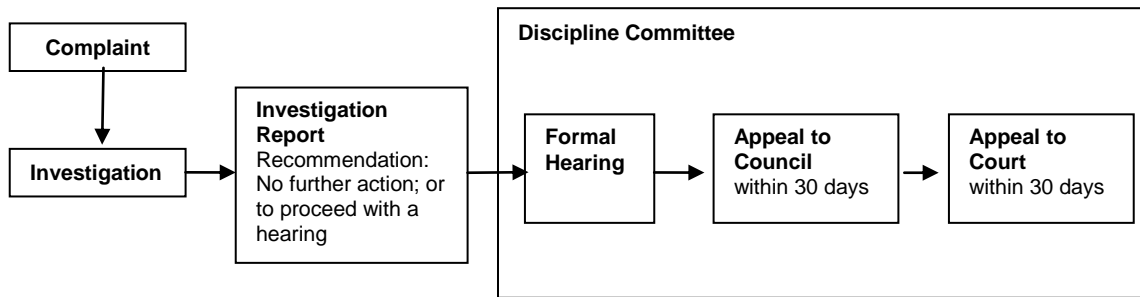 Complaint
Investigation
Investigation
Report
Recommendation:
No further action; or
to proceed with a
hearing
Discipline Committee
Formal
Hearing
Appeal to
Council
within 30 days
Appeal to
Court
within 30 days